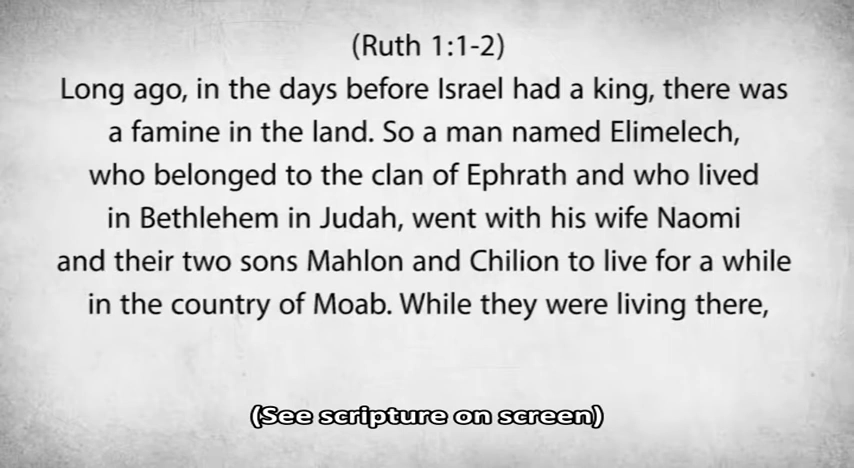 (Ruth 1:1-2)
Long ago, in the days before Israel had a king, there was
a famine in the land. So a man named Elimelech,
who belonged to the clan of Ephrath and who lived
in Bethlehem in Judah, went with his wife Naomi
and their two sons Mahlon and Chilion to live for a while
in the country of Moab. While they were living there,
(See scripture on screen)